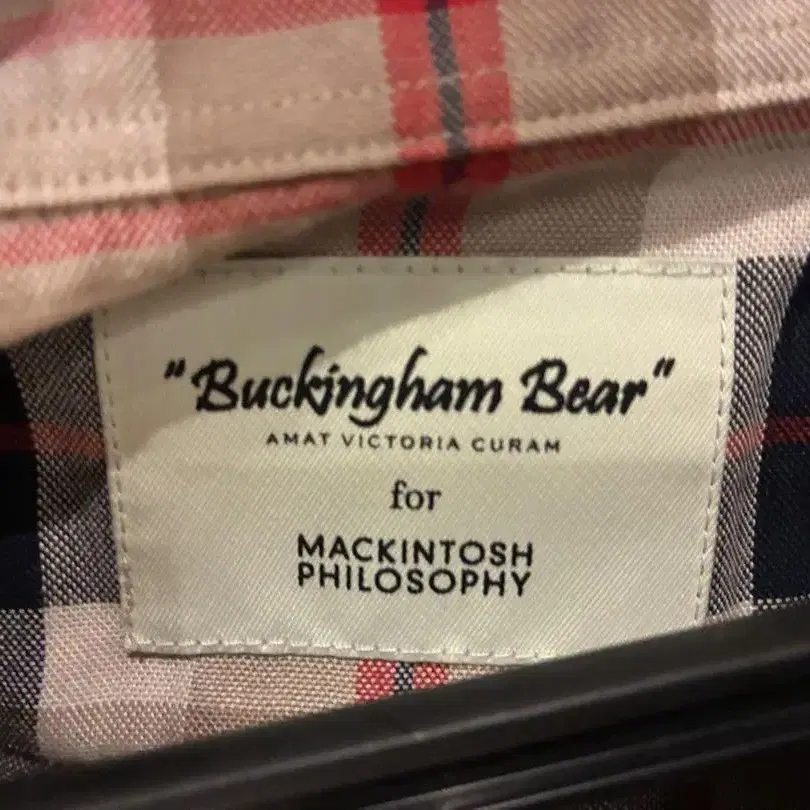 "Buckingham Bear"
AMAT VICTORIA CURAM
for
MACKINTOSH
PHILOSOPHY